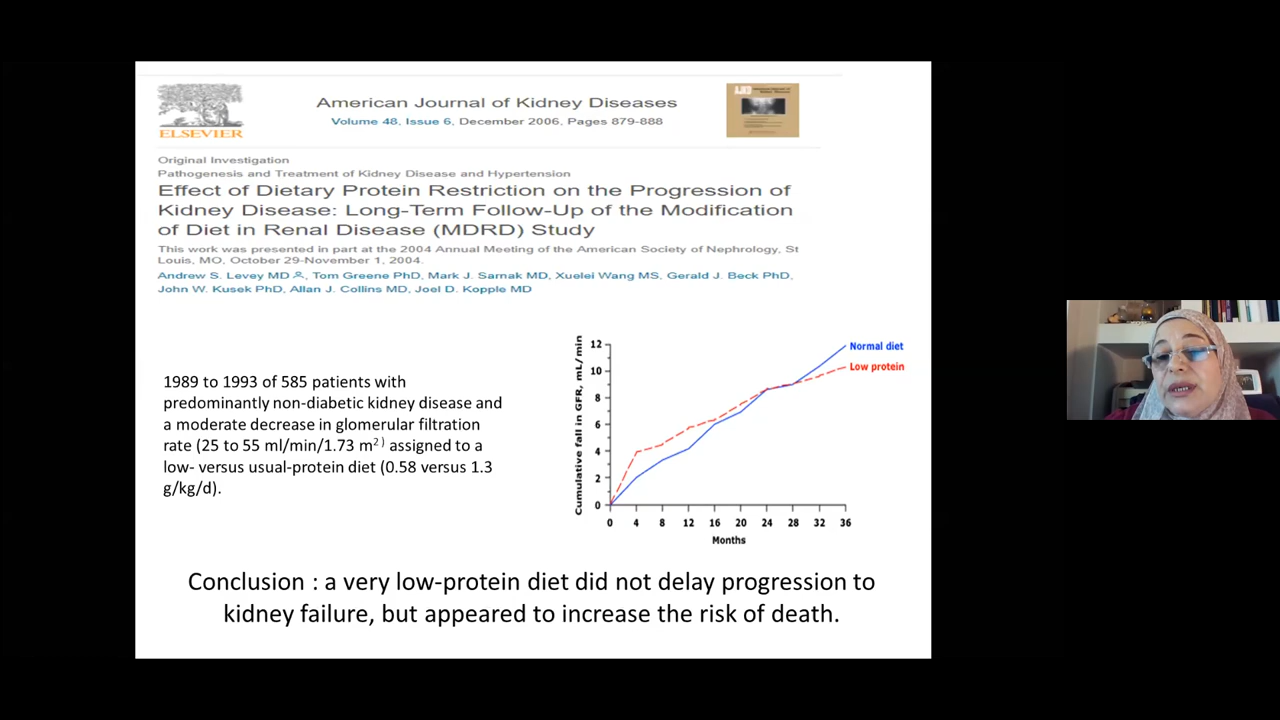 ELSEVIER
American Journal of Kidney Diseases
Volume 48, Issue 6, December 2006, Pages 879-888
AJKD
Original Investigation
Pathogenesis and Treatment of Kidney Disease and Hypertension
Effect of Dietary Protein Restriction on the Progression of
Kidney Disease: Long-Term Follow-Up of the Modification
of Diet in Renal Disease (MDRD) Study
This work was presented in part at the 2004 Annual Meeting of the American Society of Nephrology, St
Louis, MO, October 29-November 1, 2004.
Andrew S. Levey MD, Tom Greene PhD, Mark J. Sarnak MD, Xuelei Wang MS, Gerald J. Beck PhD,
John W. Kusek PhD, Allan J. Collins MD, Joel D. Kopple MD
1989 to 1993 of 585 patients with
predominantly non-diabetic kidney disease and
a moderate decrease in glomerular filtration
rate (25 to 55 ml/min/1.73 m²⁾ assigned to a
low- versus usual-protein diet (0.58 versus 1.3
g/kg/d).
Cumulative fall in GFR, mL/min
12
10
8
6
4
2
0
Normal diet
Low protein
0 4 8 12 16 20 24 28 32 36
Months
Conclusion : a very low-protein diet did not delay progression to
kidney failure, but appeared to increase the risk of death.